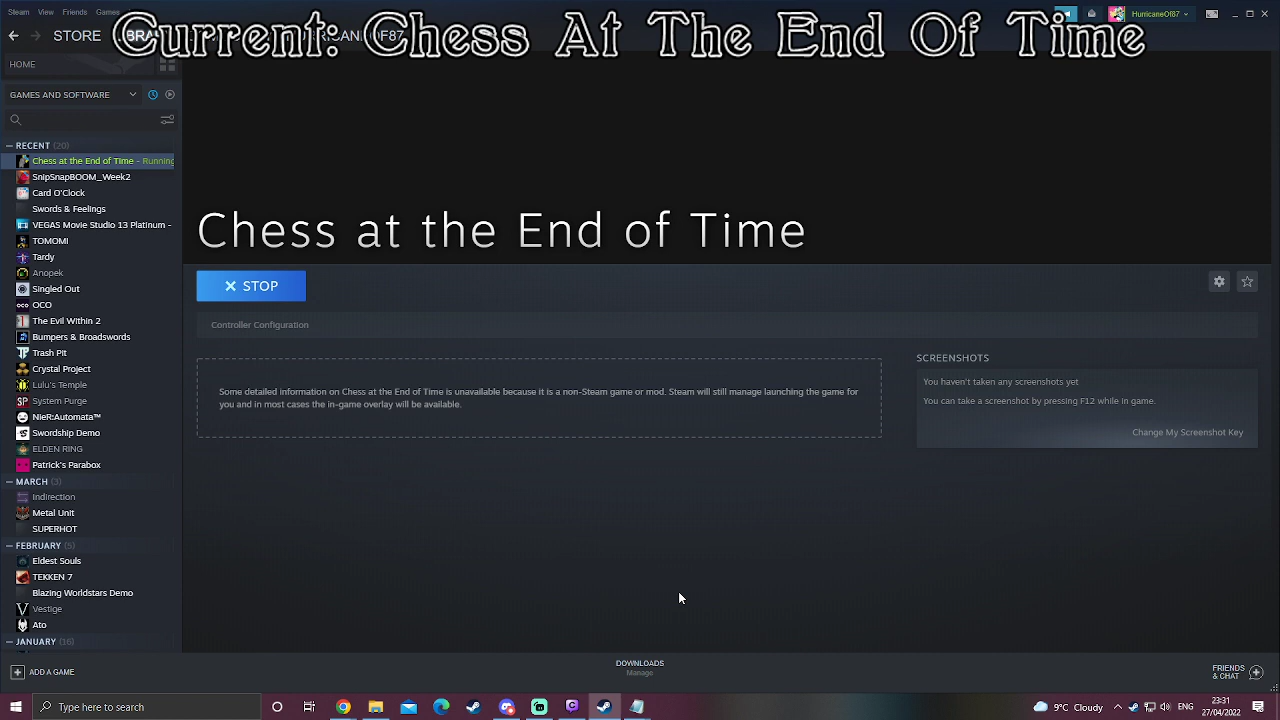 Steam View Friends Games
HurricaneOf87
Current: Chess At The End Of Time
STORE
HOME
GAMES AND SOFTWARE
RECENT (20)
Chess at the End of Time - Running
SnipSnapBOOM_Week2
Card O'Clock
Swords & Feelings
VEGAS Movie Studio 13 Platinum -
TOMOMI
Tady
Knopek
Singled Out
OCO
The Evil Within 2
Bumpers & Broadswords
Trash Pit
Crypt Project
Lulu's Temple
System Purge
NieR:Automata™
Swordship Demo
ELDEN RING
Patrick's Parabox
MARCH (3)
Indirection
Metal Unit
SUPERHOT
FEBRUARY (5)
Eldest Souls
TEKKEN 7
Blazing Worldstars Demo
Vestige
Ato
JANUARY (16)
Chess at the End of Time
STOP
Controller Configuration
Some detailed information on Chess at the End of Time is unavailable because it is a non-Steam game or mod. Steam will still manage launching the game for
you and in most cases the in-game overlay will be available.
SCREENSHOTS
You haven't taken any screenshots yet
You can take a screenshot by pressing F12 while in game.
Change My Screenshot Key
ADD A GAME
DOWNLOADS
Manage
FRIENDS
& CHAT
Type here to search
9°C Cloudy
27/04/2022